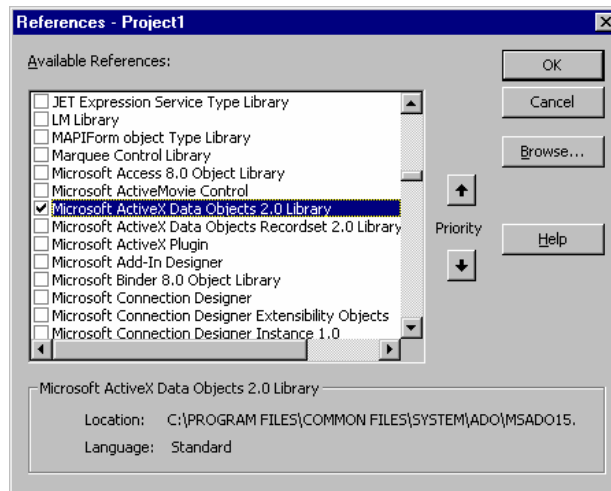 References - Project1
Available References:
JET Expression Service Type Library
LM Library
MAPIForm object Type Library
Marquee Control Library
Microsoft Access 8.0 Object Library
Microsoft ActiveMovie Control
Microsoft ActiveX Data Objects 2.0 Library
Microsoft ActiveX Data Objects Recordset 2.0 Library
Microsoft ActiveX Plugin
Microsoft Add-In Designer
Microsoft Binder 8.0 Object Library
Microsoft Connection Designer
Microsoft Connection Designer Extensibility Objects
Microsoft Connection Designer Instance 1.0
Priority
OK
Cancel
Browse...
Help
Microsoft ActiveX Data Objects 2.0 Library
Location: C:\PROGRAM FILES\COMMON FILES\SYSTEM\ADO\MSADO15.
Language: Standard